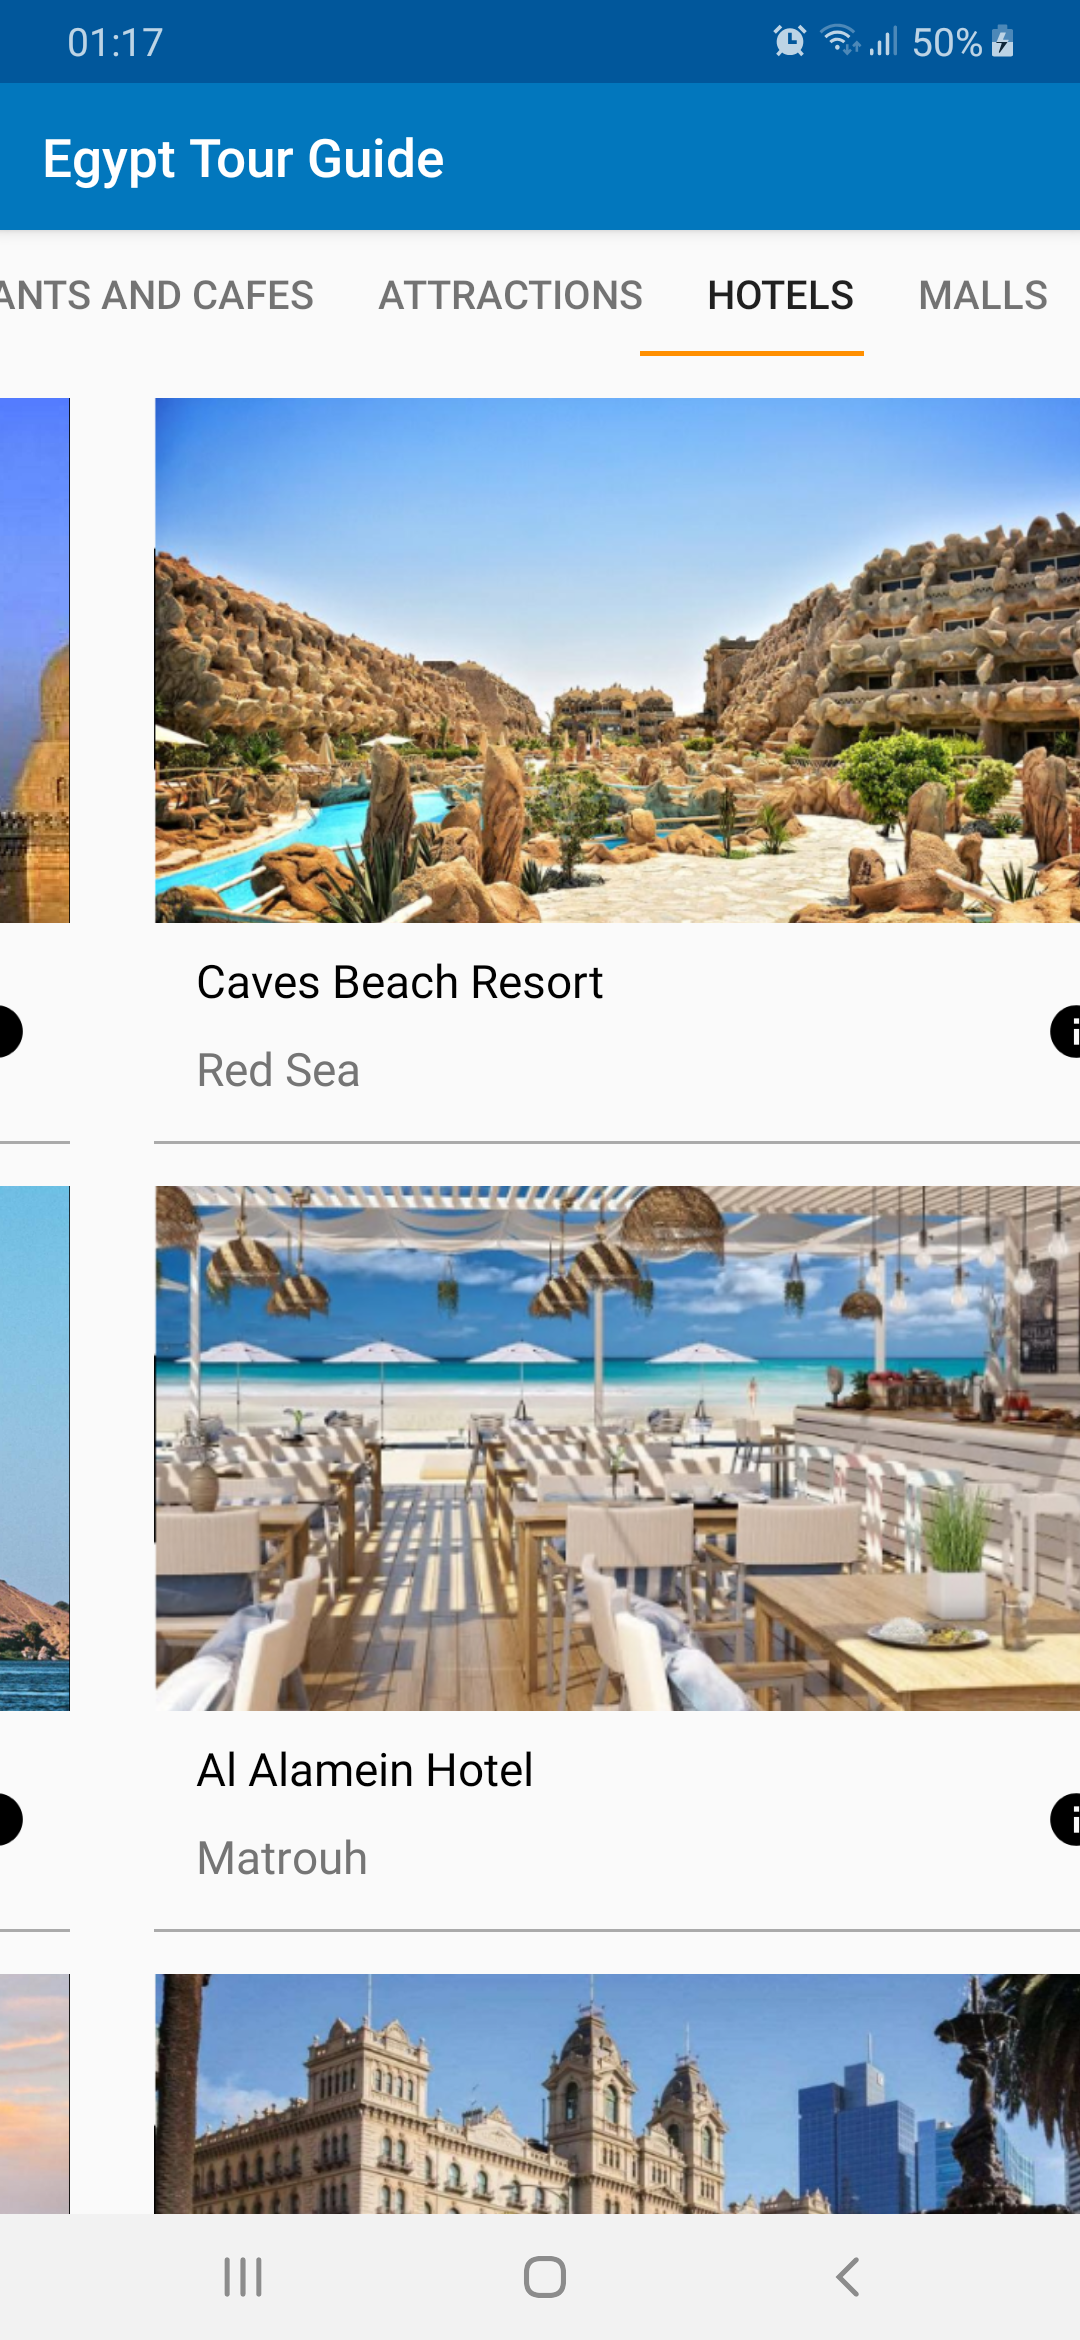 01:17
50%
Egypt Tour Guide
ANTS AND CAFES ATTRACTIONS HOTELS MALLS
Caves Beach Resort
Red Sea
Al Alamein Hotel
Matrouh